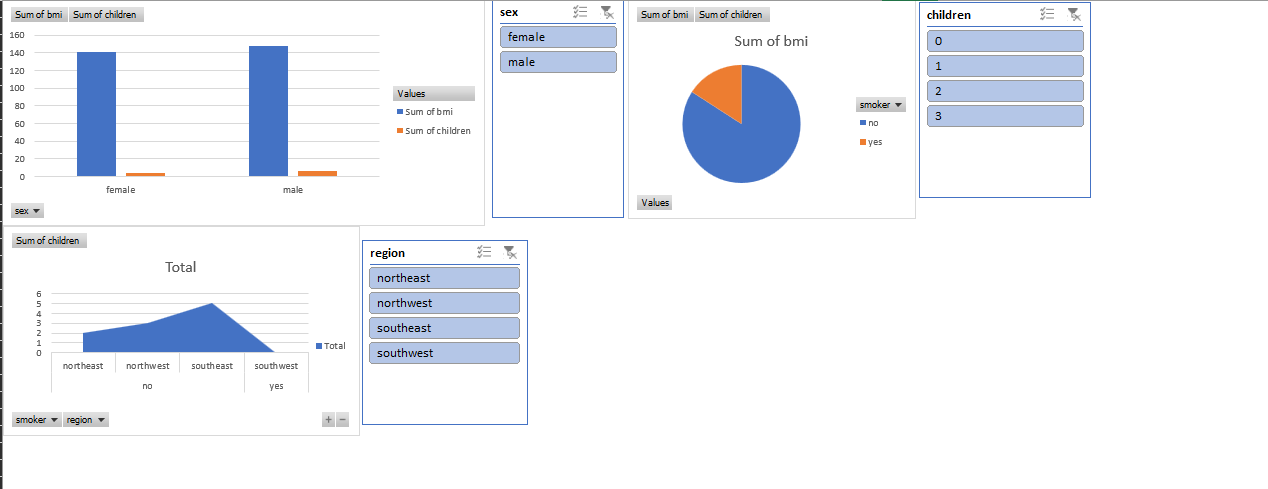 Sum of bmi Sum of children
160
140
120
100
80
60
40
20
0
female male
Values
Sum of bmi
Sum of children
sex
sex
female
male
Sum of bmi Sum of children
Sum of bmi
smoker
no
yes
Values
children
0
1
2
3
Sum of children
Total
6
5
4
3
2
1
0
northeast northwest southeast southwest
no yes
Total
smoker region
+ −
region
northeast
northwest
southeast
southwest